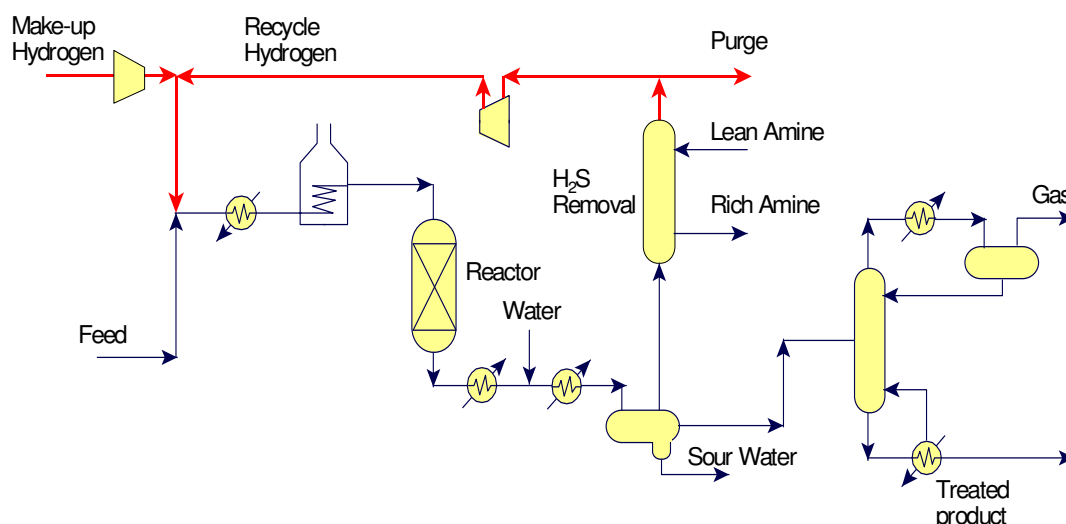 Make-up
Hydrogen
Recycle
Hydrogen
Purge
Lean Amine
H₂S
Removal
Rich Amine
Gas
Reactor
Water
Feed
Sour Water
Treated
product